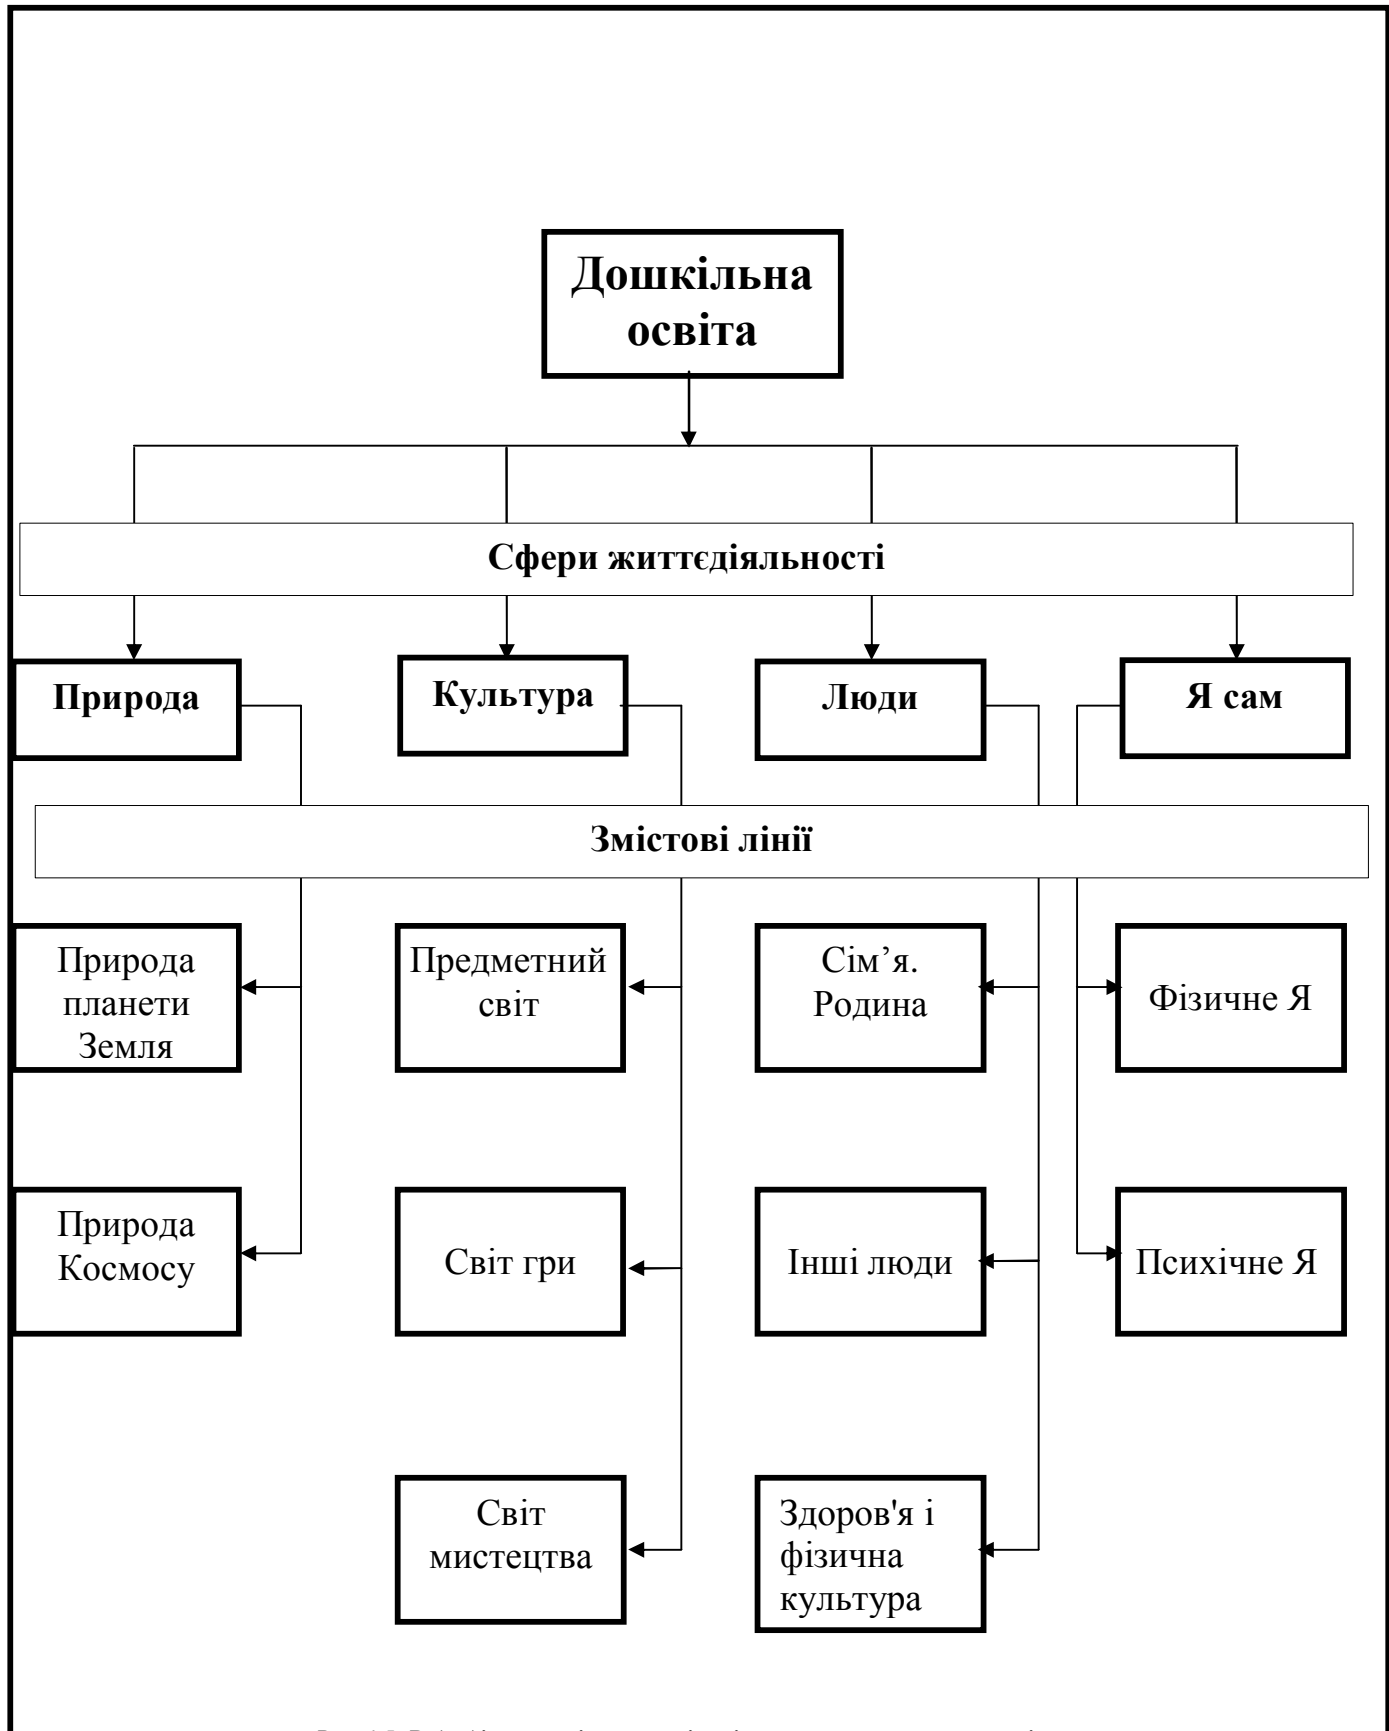 Дошкільна
освіта
Сфери життєдіяльності
Природа
Культура
Люди
Я сам
Змістові лінії
Природа
планети
Земля
Предметний
світ
Сім’я.
Родина
Фізичне Я
Природа
Космосу
Світ гри
Інші люди
Психічне Я
Світ
мистецтва
Здоров'я і
фізична
культура